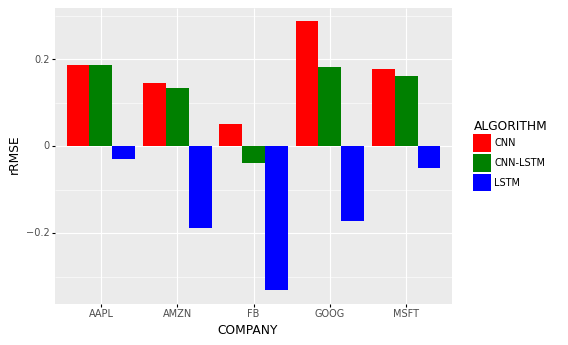 rRMSE
0.2
0
−0.2
AAPL
AMZN
FB
GOOG
MSFT
COMPANY
ALGORITHM
CNN
CNN-LSTM
LSTM